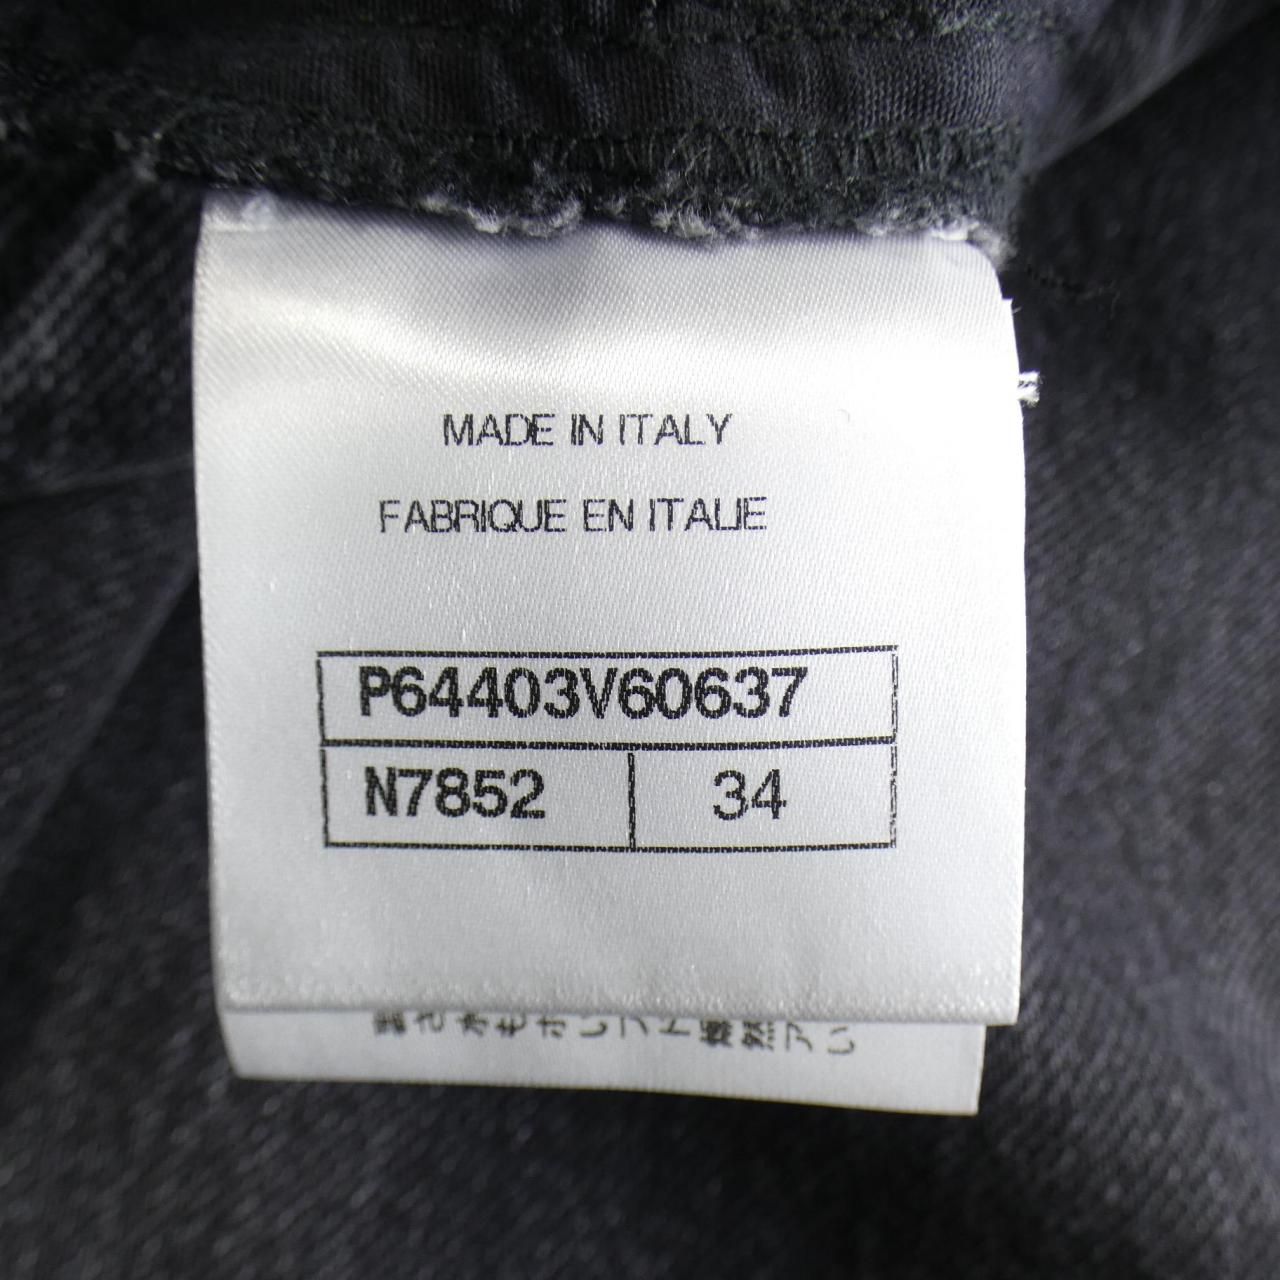 MADE IN ITALY
FABRIQUE EN ITALIE
P64403V60637
N7852 34